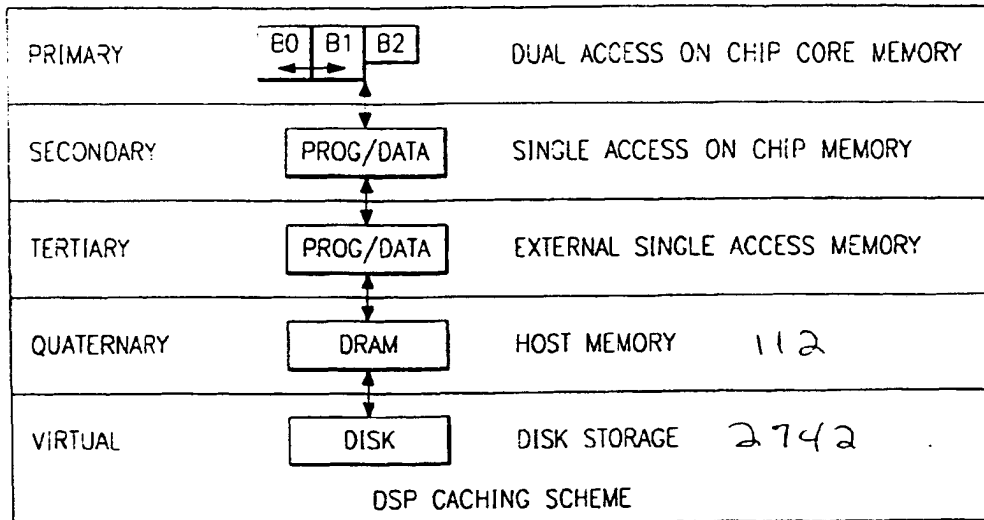 PRIMARY B0 B1 B2 DUAL ACCESS ON CHIP CORE MEMORY
SECONDARY PROG/DATA SINGLE ACCESS ON CHIP MEMORY
TERTIARY PROG/DATA EXTERNAL SINGLE ACCESS MEMORY
QUATERNARY DRAM HOST MEMORY 112
VIRTUAL DISK DISK STORAGE 2742
DSP CACHING SCHEME